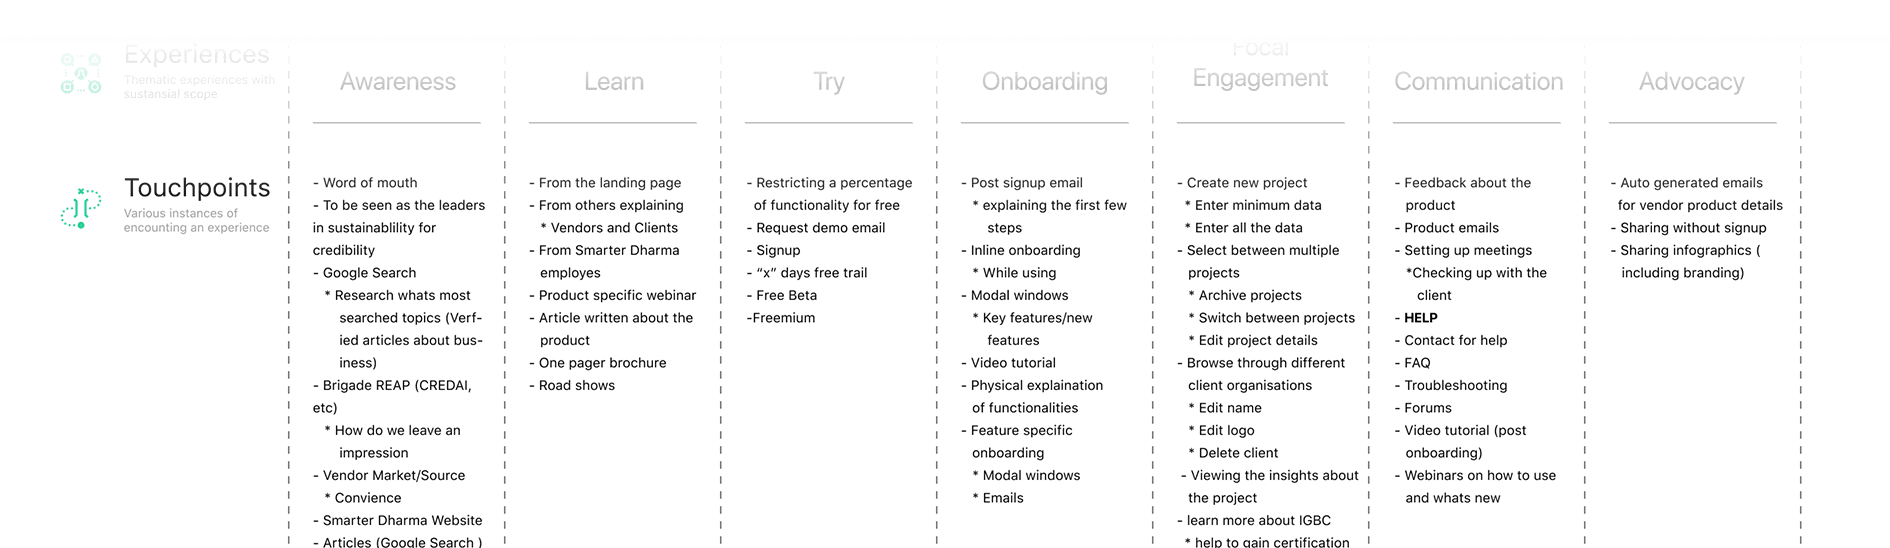 Experiences
Thematic experiences with
sustansial scope
Awareness
Learn
Try
Onboarding
Focal
Engagement
Communication
Advocacy
Touchpoints
Various instances of
encounting an experience
- Word of mouth
- To be seen as the leaders
in sustainablility for
credibility
- Google Search
* Research whats most
searched topics (Verf-
ied articles about bus-
iness)
- Brigade REAP (CREDAI,
etc)
* How do we leave an
impression
- Vendor Market/Source
* Convience
- Smarter Dharma Website
- Articles (Google Search )
- From the landing page
- From others explaining
* Vendors and Clients
- From Smarter Dharma
employes
- Product specific webinar
- Article written about the
product
- One pager brochure
- Road shows
- Restricting a percentage
of functionality for free
- Request demo email
- Signup
- “x” days free trail
- Free Beta
-Freemium
- Post signup email
* explaining the first few
steps
- Inline onboarding
* While using
- Modal windows
* Key features/new
features
- Video tutorial
- Physical explaination
of functionalities
- Feature specific
onboarding
* Modal windows
* Emails
- Create new project
* Enter minimum data
* Enter all the data
- Select between multiple
projects
* Archive projects
* Switch between projects
* Edit project details
- Browse through different
client organisations
* Edit name
* Edit logo
* Delete client
- Viewing the insights about
the project
- learn more about IGBC
* help to gain certification
- Feedback about the
product
- Product emails
- Setting up meetings
*Checking up with the
client
- HELP
- Contact for help
- FAQ
- Troubleshooting
- Forums
- Video tutorial (post
onboarding)
- Webinars on how to use
and whats new
- Auto generated emails
for vendor product details
- Sharing without signup
- Sharing infographics (
including branding)